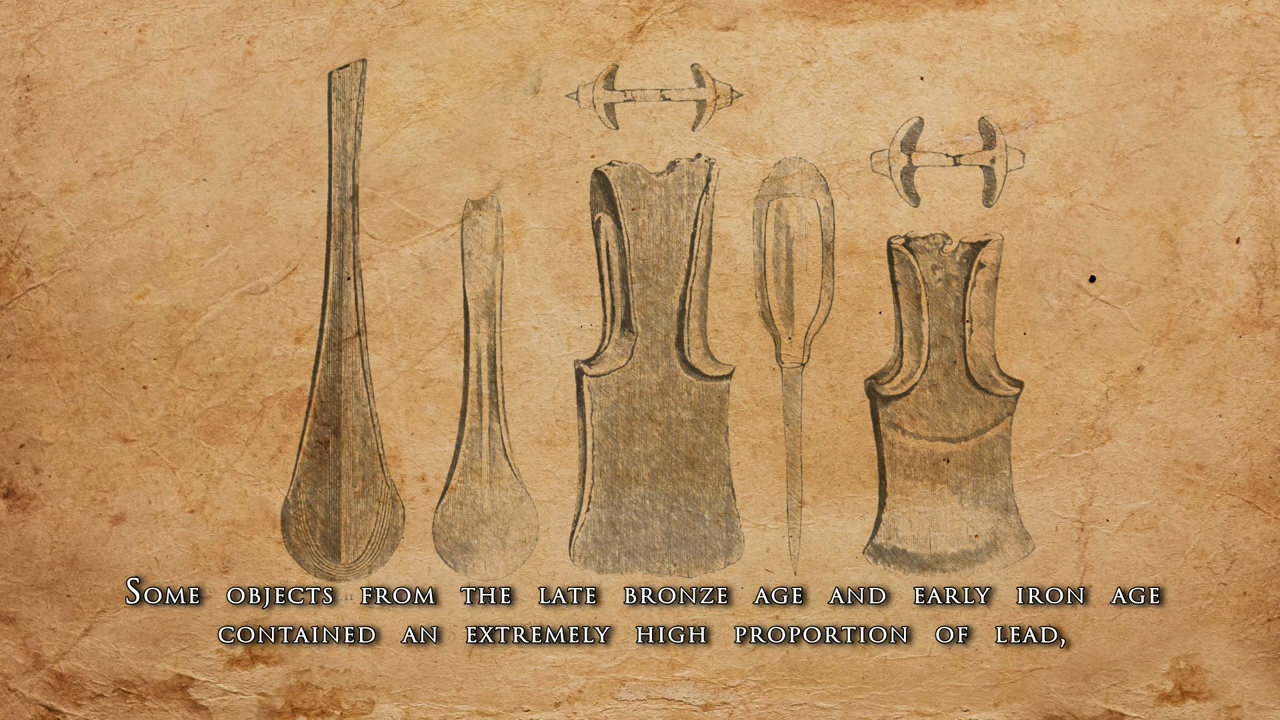 Some objects from the late bronze age and early iron age
contained an extremely high proportion of lead,